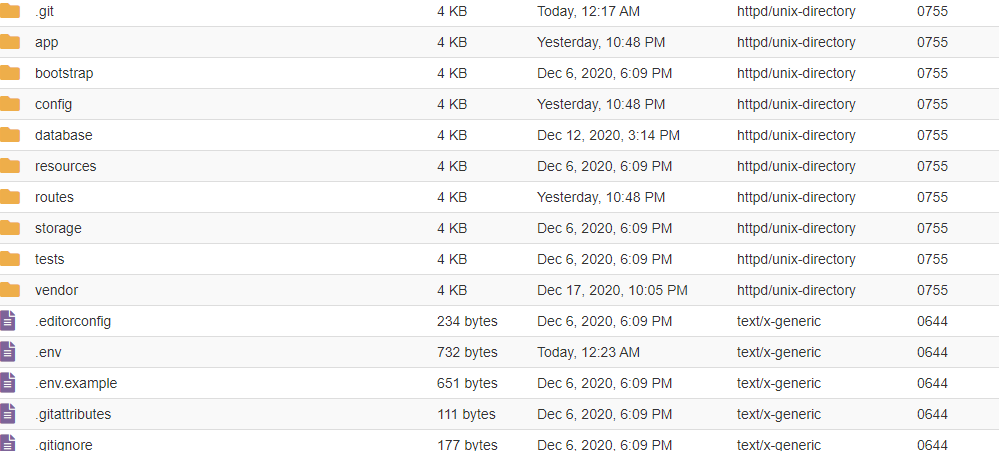 .git 4 KB Today, 12:17 AM httpd/unix-directory 0755
app 4 KB Yesterday, 10:48 PM httpd/unix-directory 0755
bootstrap 4 KB Dec 6, 2020, 6:09 PM httpd/unix-directory 0755
config 4 KB Yesterday, 10:48 PM httpd/unix-directory 0755
database 4 KB Dec 12, 2020, 3:14 PM httpd/unix-directory 0755
resources 4 KB Dec 6, 2020, 6:09 PM httpd/unix-directory 0755
routes 4 KB Yesterday, 10:48 PM httpd/unix-directory 0755
storage 4 KB Dec 6, 2020, 6:09 PM httpd/unix-directory 0755
tests 4 KB Dec 6, 2020, 6:09 PM httpd/unix-directory 0755
vendor 4 KB Dec 17, 2020, 10:05 PM httpd/unix-directory 0755
.editorconfig 234 bytes Dec 6, 2020, 6:09 PM text/x-generic 0644
.env 732 bytes Today, 12:23 AM text/x-generic 0644
.env.example 651 bytes Dec 6, 2020, 6:09 PM text/x-generic 0644
.gitattributes 111 bytes Dec 6, 2020, 6:09 PM text/x-generic 0644
.gitignore 177 bytes Dec 6, 2020, 6:09 PM text/x-generic 0644